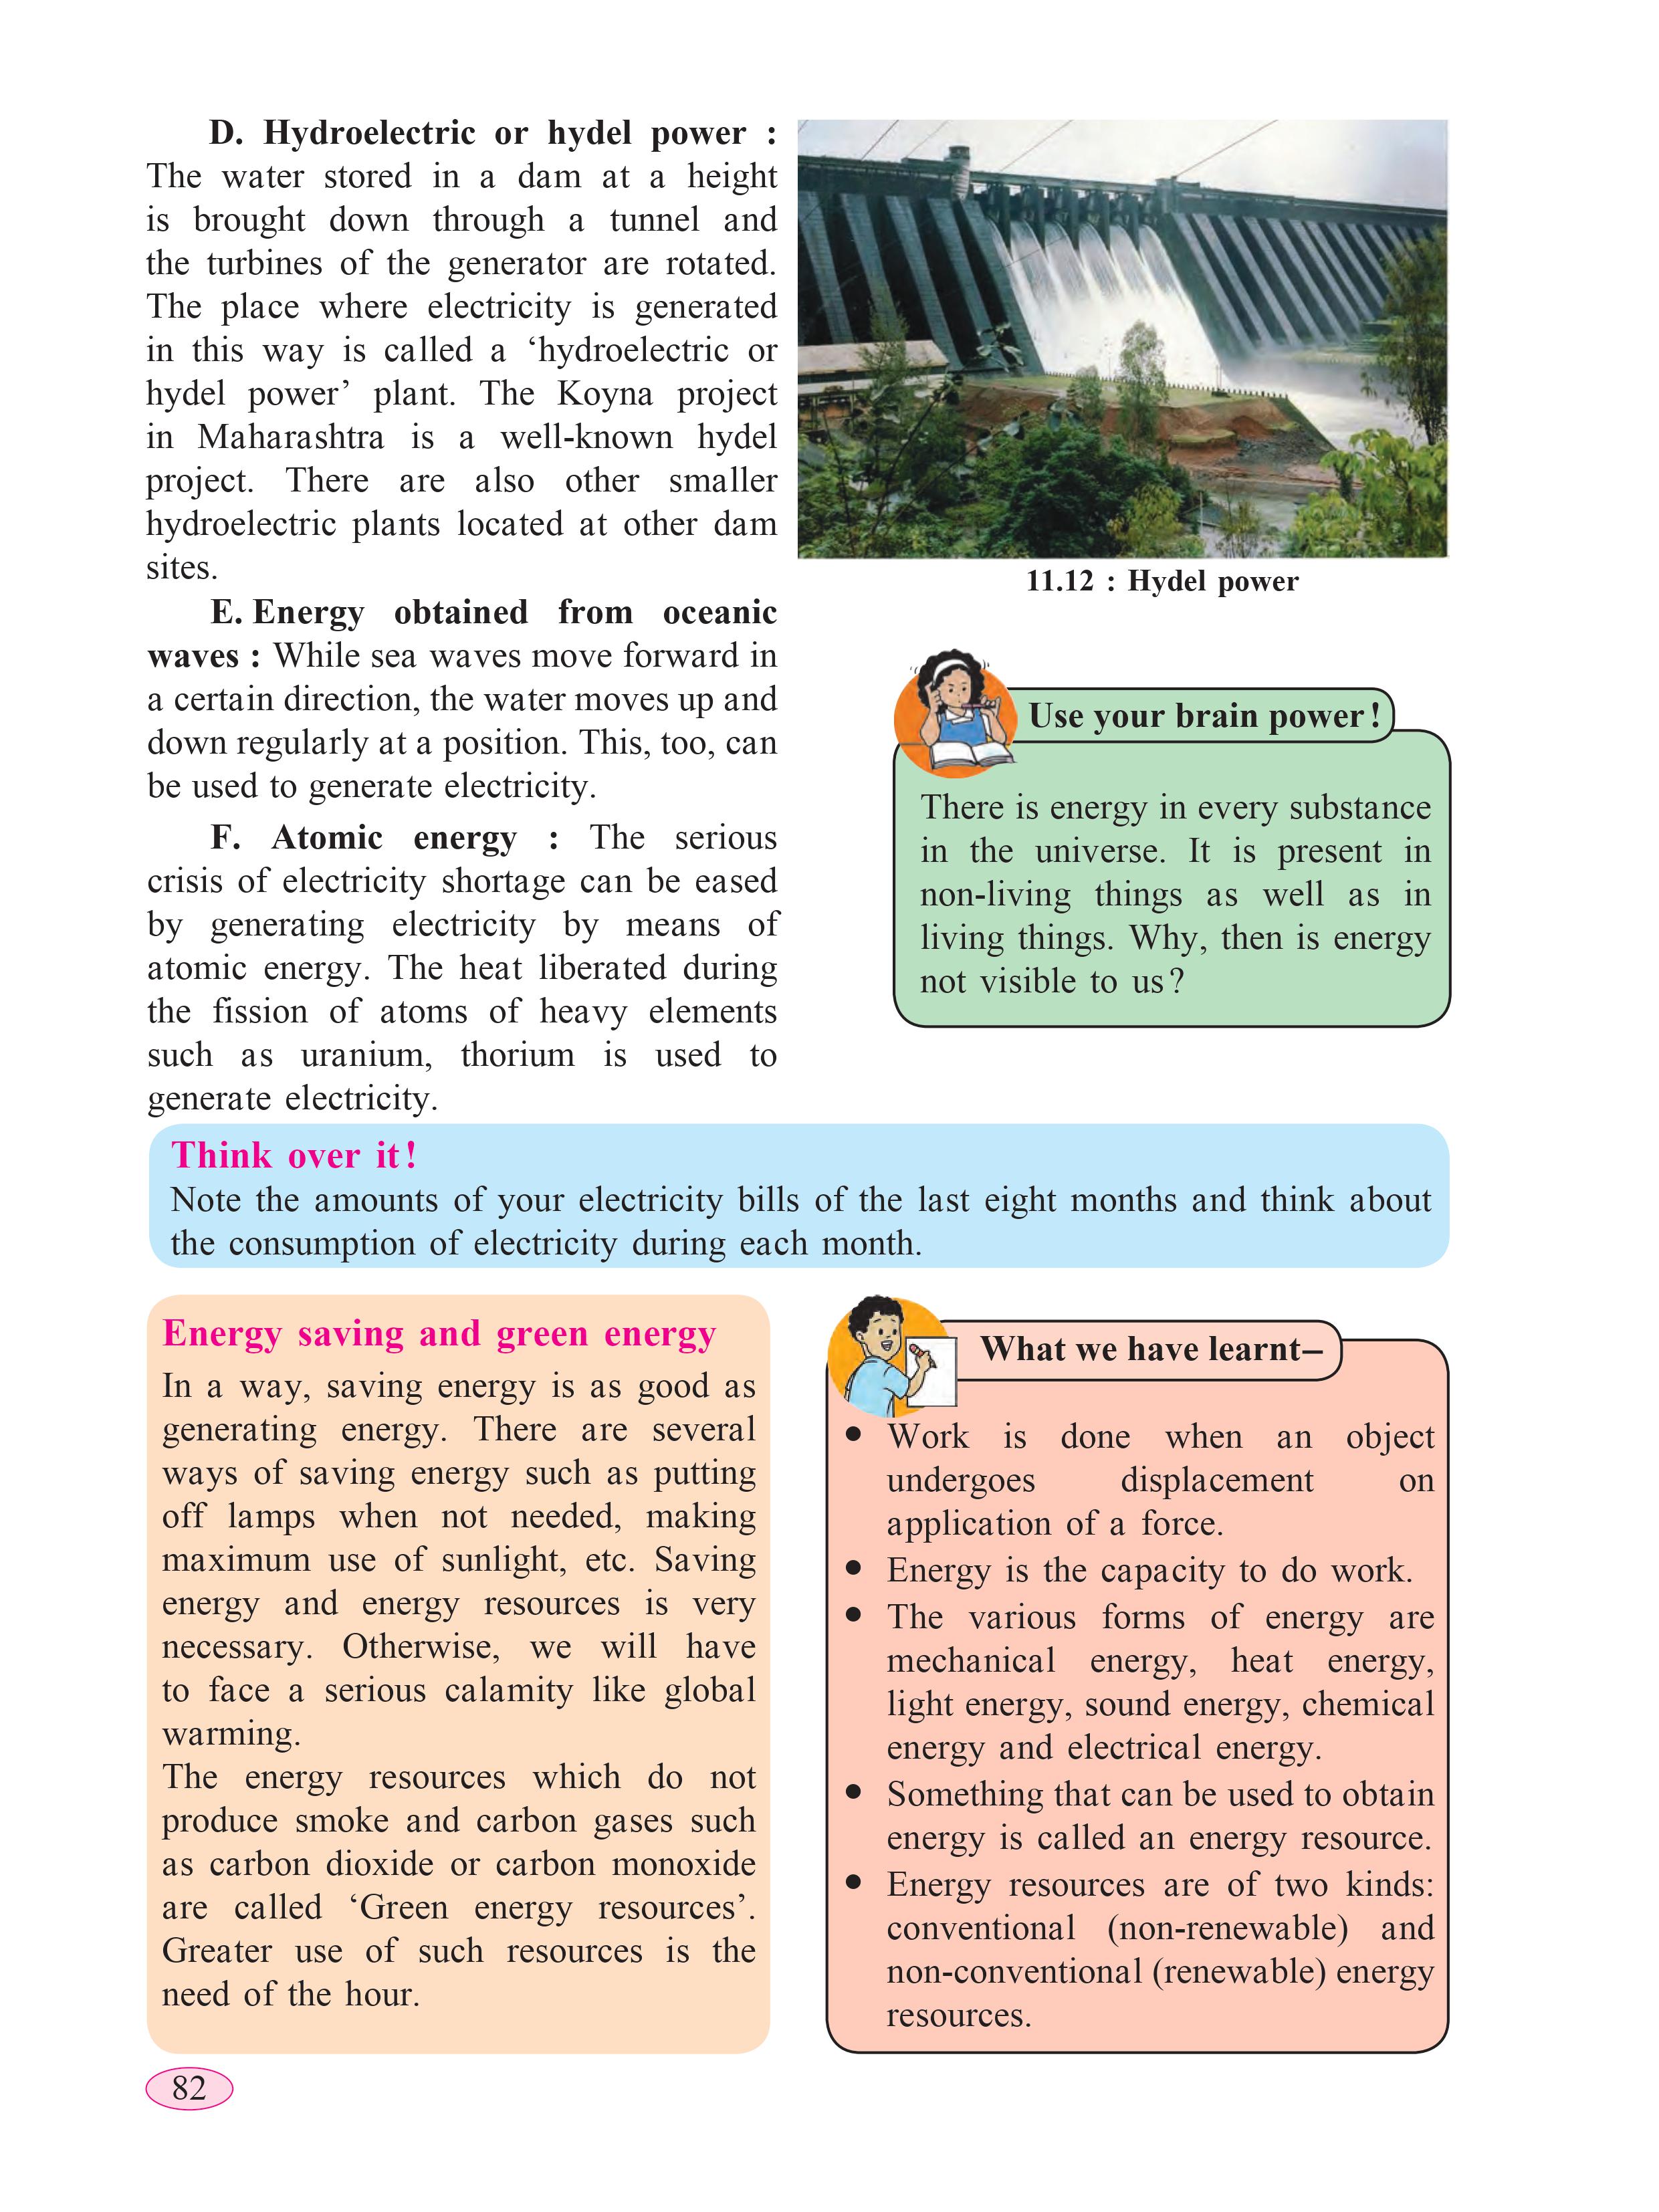 D. Hydroelectric or hydel power :
The water stored in a dam at a height
is brought down through a tunnel and
the turbines of the generator are rotated.
The place where electricity is generated
in this way is called a ‘hydroelectric or
hydel power’ plant. The Koyna project
in Maharashtra is a well-known hydel
project. There are also other smaller
hydroelectric plants located at other dam
sites.
E. Energy obtained from oceanic
waves : While sea waves move forward in
a certain direction, the water moves up and
down regularly at a position. This, too, can
be used to generate electricity.
F. Atomic energy : The serious
crisis of electricity shortage can be eased
by generating electricity by means of
atomic energy. The heat liberated during
the fission of atoms of heavy elements
such as uranium, thorium is used to
generate electricity.
11.12 : Hydel power
Use your brain power!
There is energy in every substance
in the universe. It is present in
non-living things as well as in
living things. Why, then is energy
not visible to us?
Think over it!
Note the amounts of your electricity bills of the last eight months and think about
the consumption of electricity during each month.
Energy saving and green energy
In a way, saving energy is as good as
generating energy. There are several
ways of saving energy such as putting
off lamps when not needed, making
maximum use of sunlight, etc. Saving
energy and energy resources is very
necessary. Otherwise, we will have
to face a serious calamity like global
warming.
The energy resources which do not
produce smoke and carbon gases such
as carbon dioxide or carbon monoxide
are called ‘Green energy resources’.
Greater use of such resources is the
need of the hour.
What we have learnt–
• Work is done when an object
undergoes displacement on
application of a force.
• Energy is the capacity to do work.
• The various forms of energy are
mechanical energy, heat energy,
light energy, sound energy, chemical
energy and electrical energy.
• Something that can be used to obtain
energy is called an energy resource.
• Energy resources are of two kinds:
conventional (non-renewable) and
non-conventional (renewable) energy
resources.
82